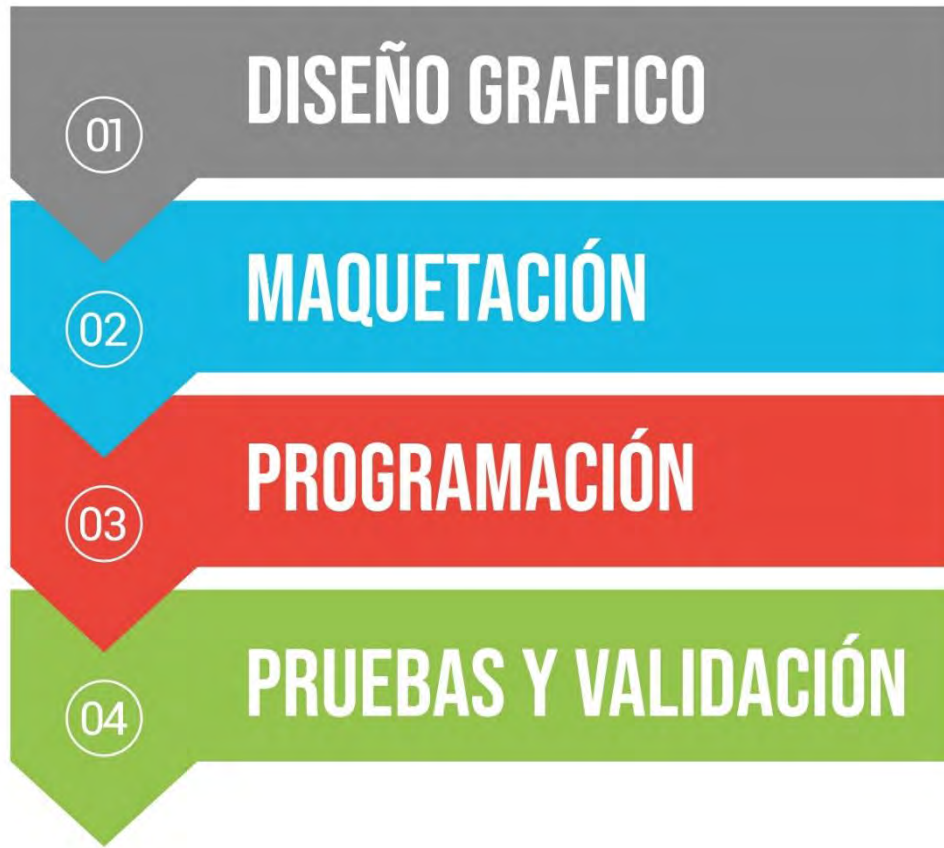 01
DISEÑO GRAFICO
02
MAQUETACIÓN
03
PROGRAMACIÓN
04
PRUEBAS Y VALIDACIÓN